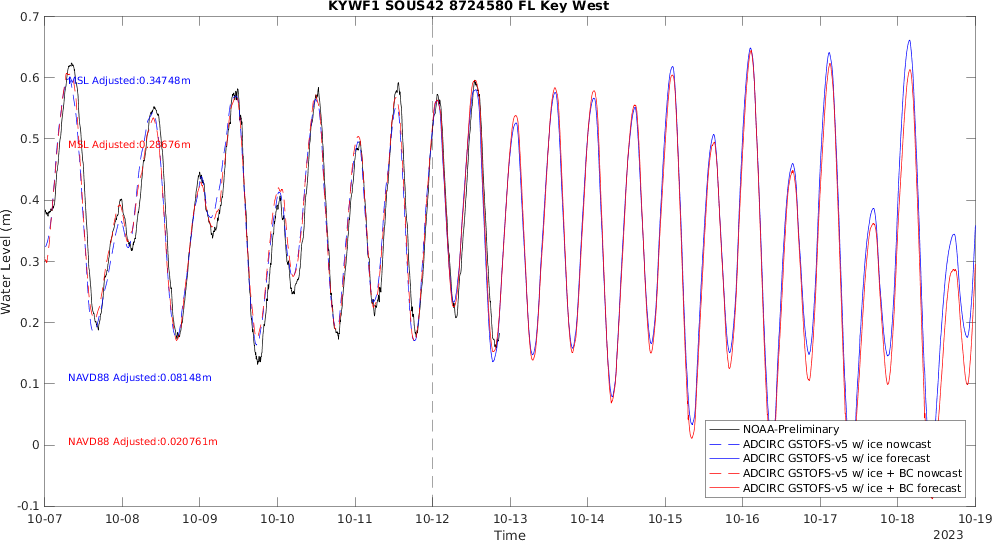 KYWF1 SOUS42 8724580 FL Key West
0.7
0.6
0.5
0.4
0.3
0.2
0.1
0
-0.1
Water Level (m)
MSL Adjusted:0.34748m
MSL Adjusted:0.28676m
NAVD88 Adjusted:0.08148m
NAVD88 Adjusted:0.020761m
NOAA-Preliminary
ADCIRC GSTOFS-v5 w/ ice nowcast
ADCIRC GSTOFS-v5 w/ ice forecast
ADCIRC GSTOFS-v5 w/ ice + BC nowcast
ADCIRC GSTOFS-v5 w/ ice + BC forecast
10-07 10-08 10-09 10-10 10-11 10-12 10-13 10-14 10-15 10-16 10-17 10-18 10-19
Time
2023